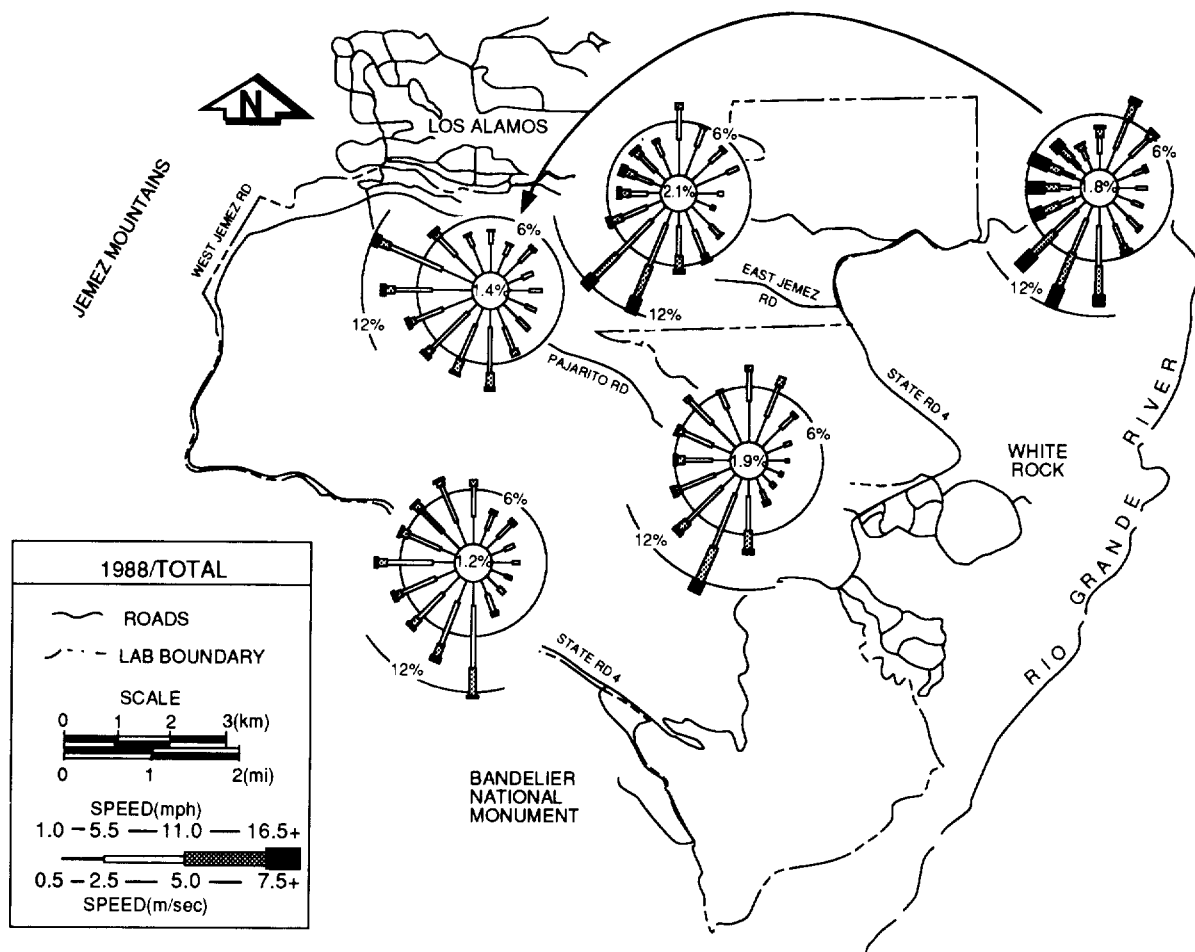 N
LOS ALAMOS
JEMEZ MOUNTAINS
WEST JEMEZ RD
6%
2.1%
12%
6%
1.8%
12%
6%
1.4%
12%
EAST JEMEZ
RD
PAJARITO RD
STATE RD 4
6%
1.9%
12%
WHITE
ROCK
RIO GRANDE RIVER
6%
1.2%
12%
STATE RD 4
BANDELIER
NATIONAL
MONUMENT
1988/TOTAL
ROADS
LAB BOUNDARY
SCALE
0 1 2 3(km)
0 1 2(mi)
SPEED(mph)
1.0 – 5.5 — 11.0 — 16.5+
0.5 – 2.5 — 5.0 — 7.5+
SPEED(m/sec)